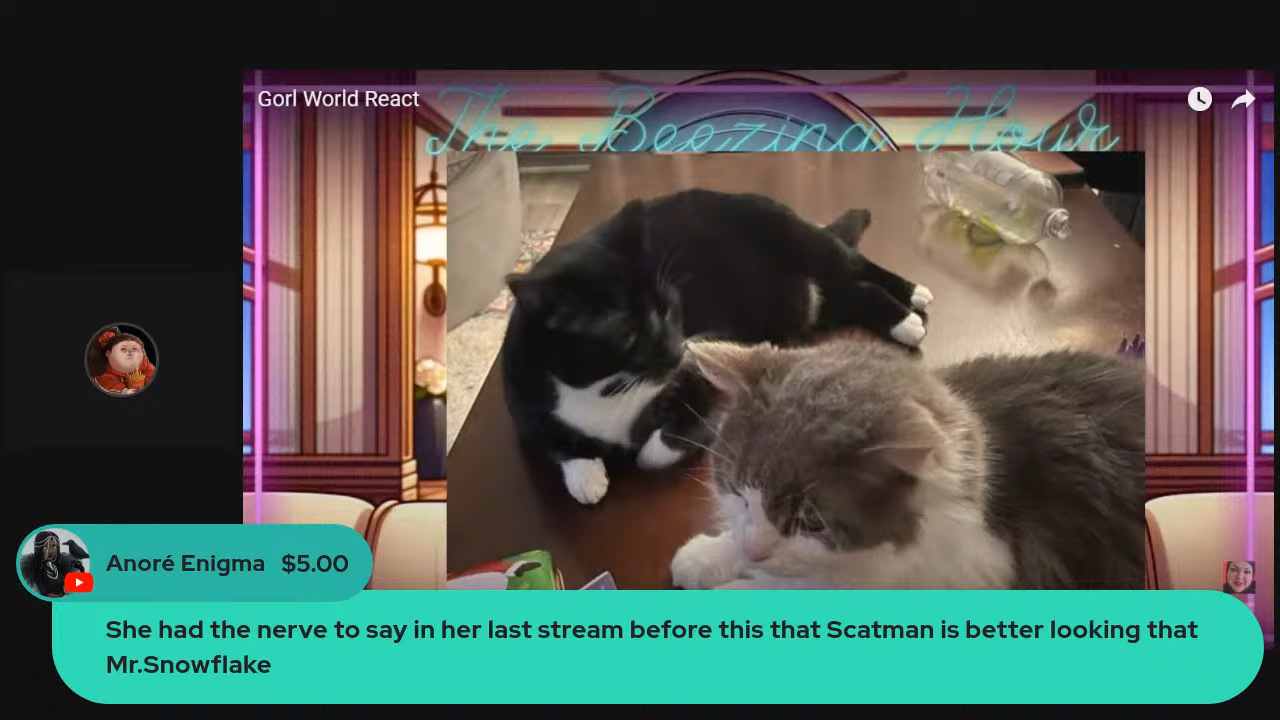 Gorl World React
The Beezing Hour
Anoré Enigma $5.00
She had the nerve to say in her last stream before this that Scatman is better looking that
Mr.Snowflake